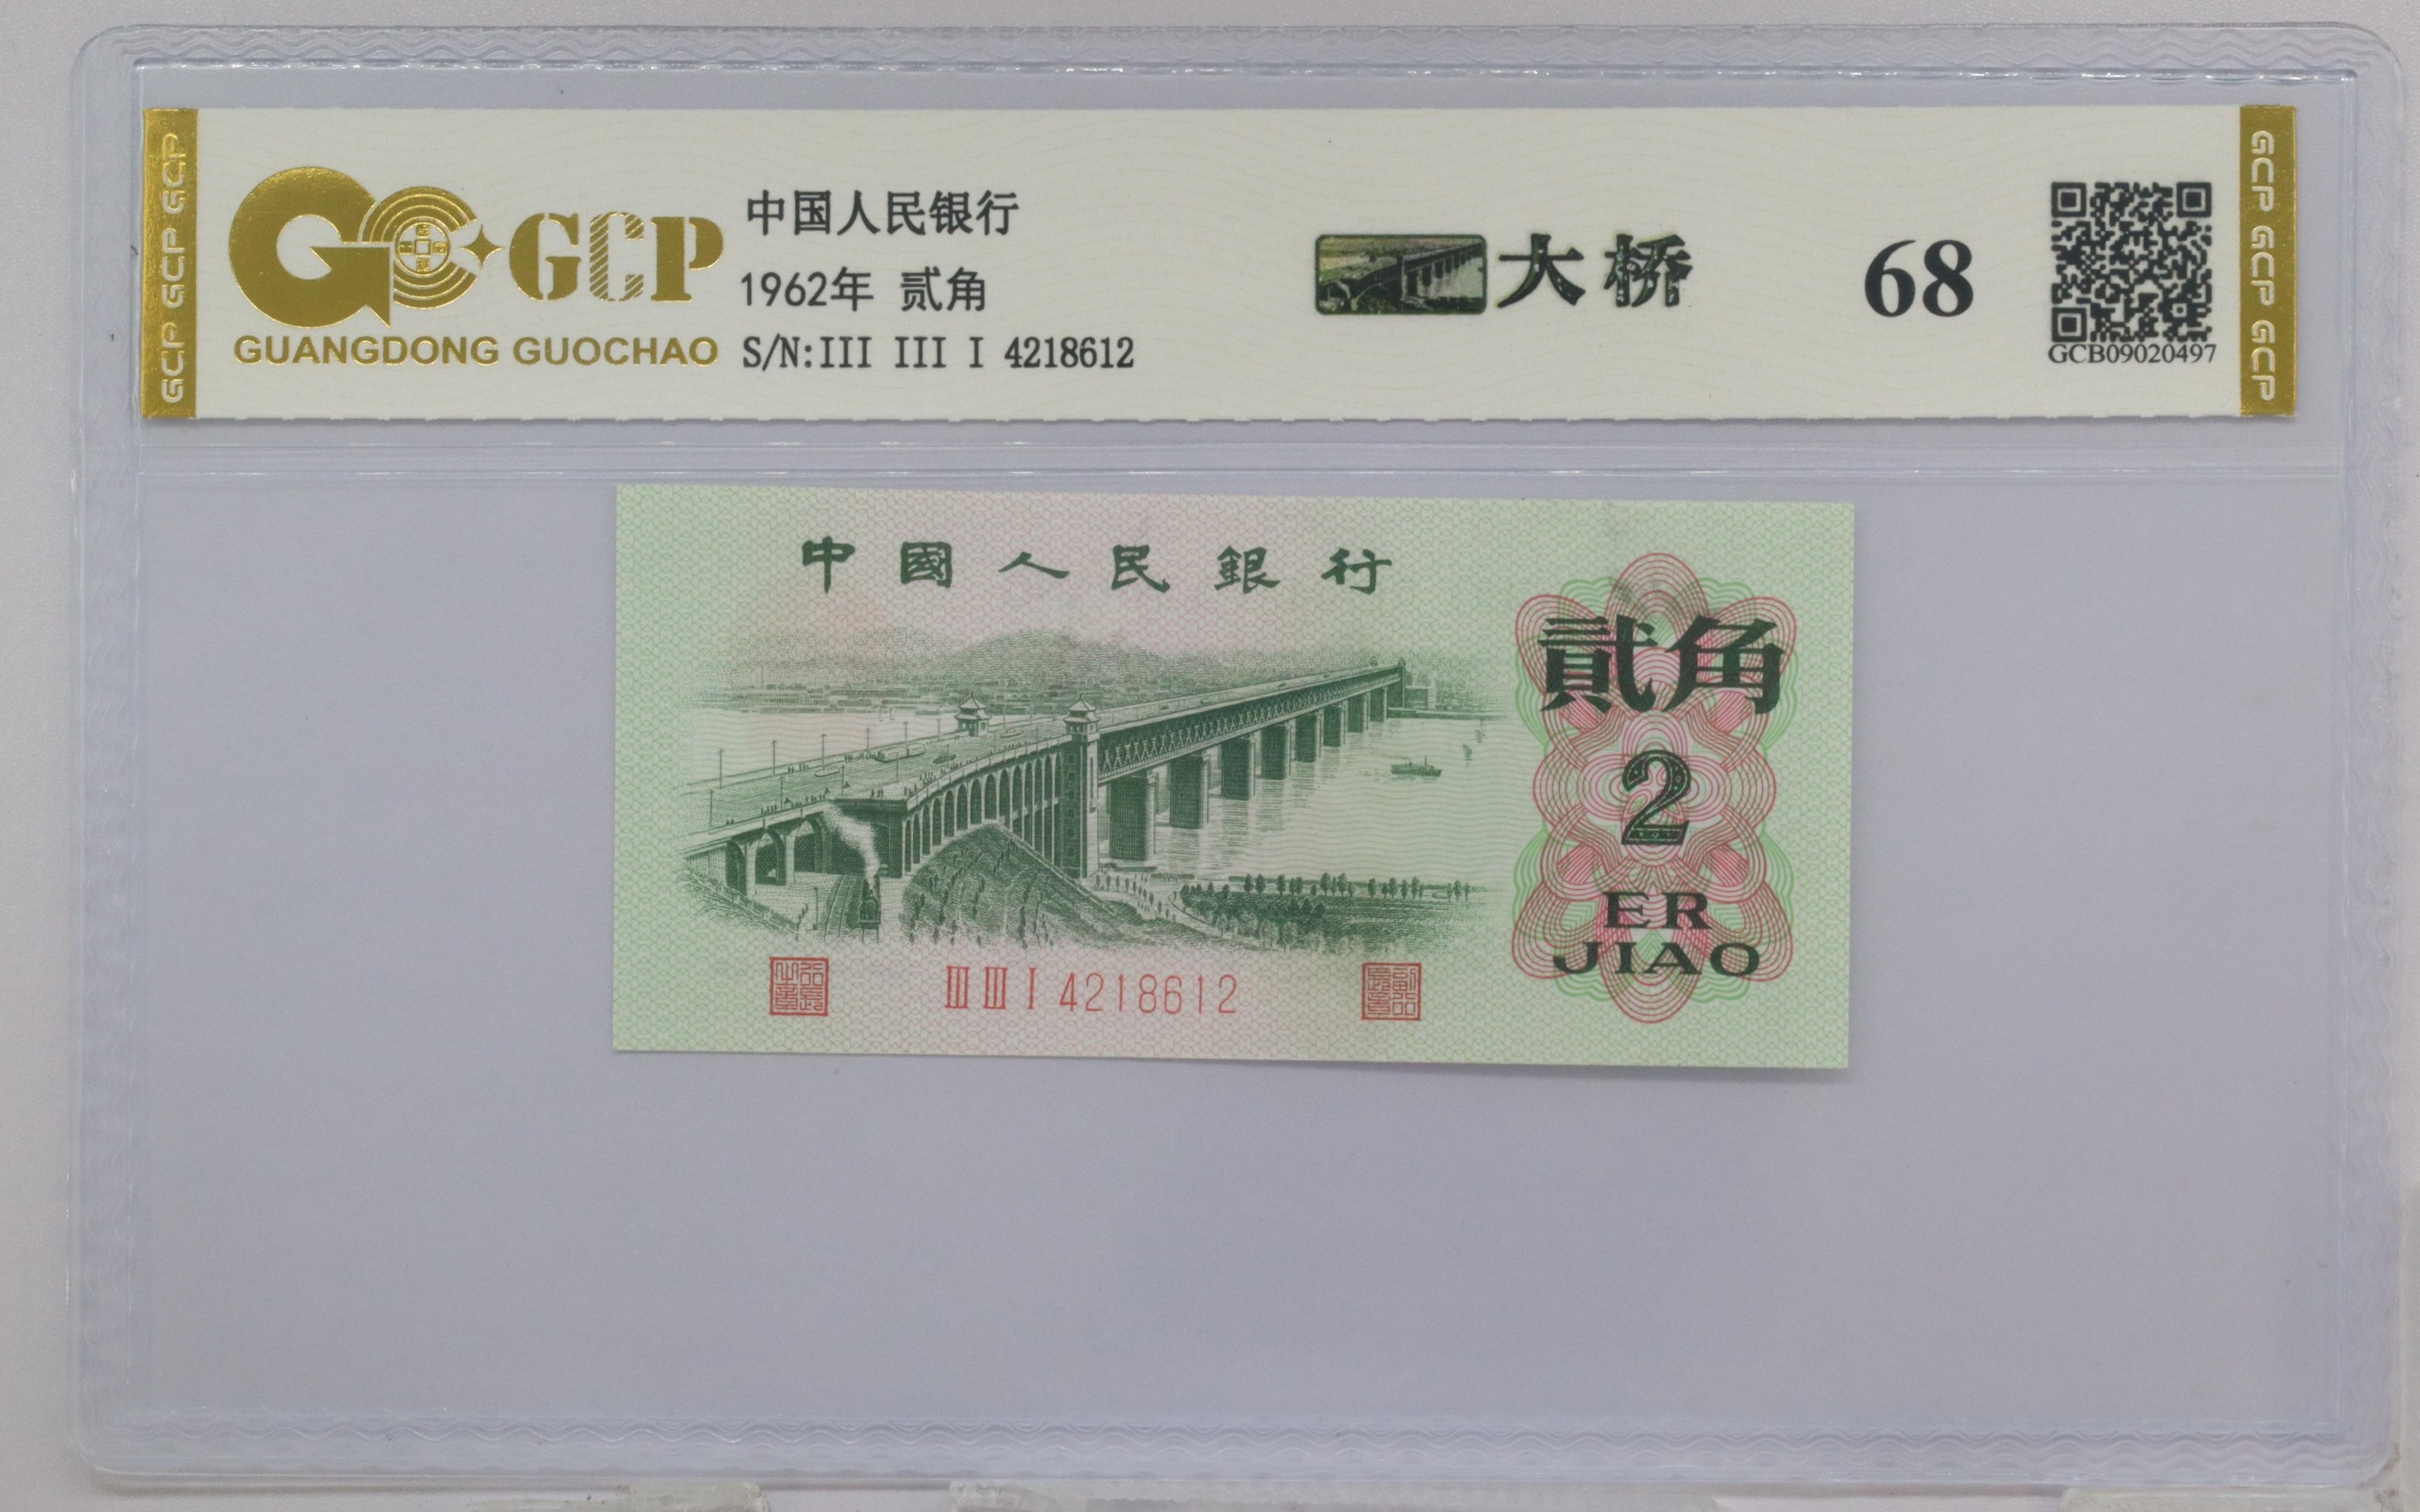 GCP GCP GCP
GCP
GUANGDONG GUOCHAO
中国人民银行
1962年 贰角
S/N:III III I 4218612
大桥
68
GCB09020497
GCP GCP GCP
中國人民銀行
貳角
2
ER
JIAO
III III I 4218612